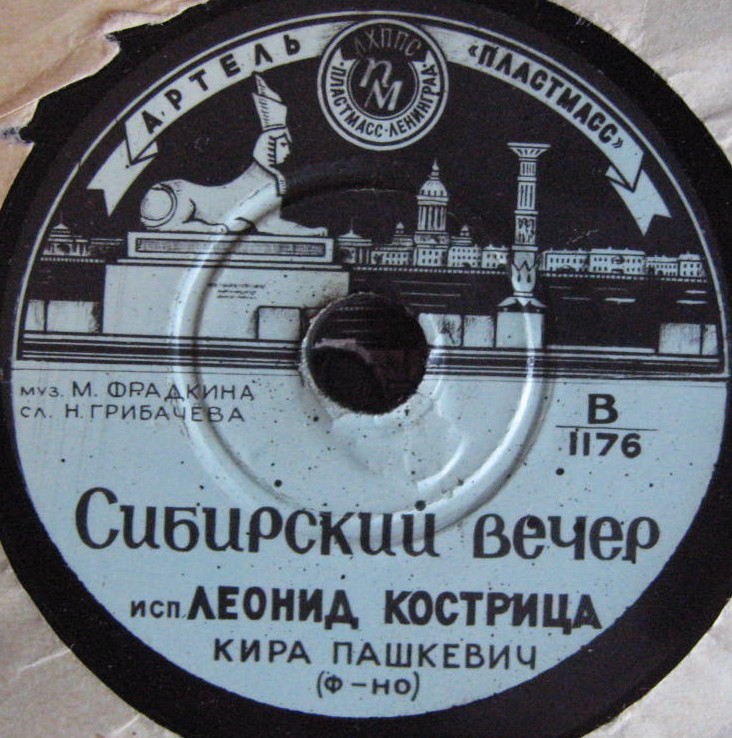 АРТЕЛЬ «ПЛАСТМАСС»
ЛХППС
ПМ
·ПЛАСТМАСС-ЛЕНИНГРАД·
муз. М. ФРАДКИНА
сл. Н. ГРИБАЧЕВА
В
1176
Сибирский вечер
исп. ЛЕОНИД КОСТРИЦА
КИРА ПАШКЕВИЧ
(Ф-НО)